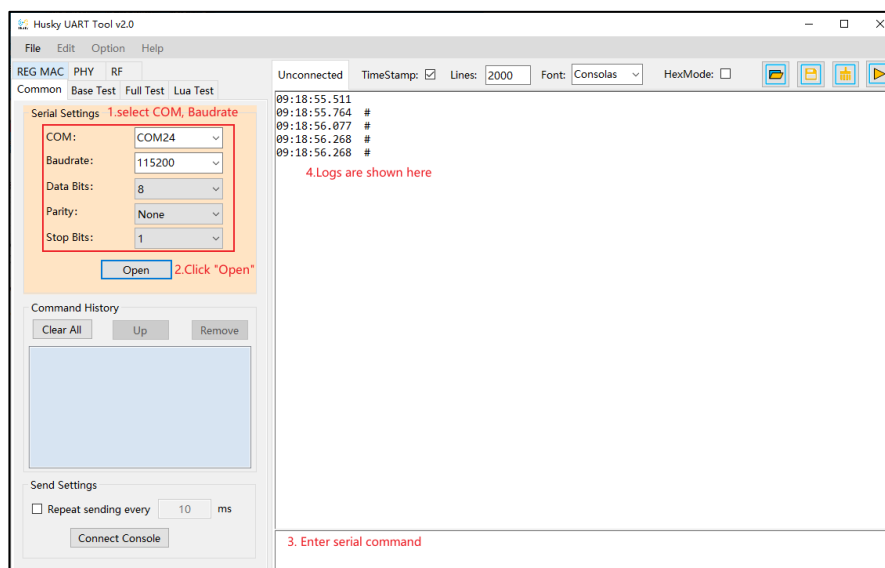 Husky UART Tool v2.0
File Edit Option Help
REG MAC PHY RF
Common Base Test Full Test Lua Test
Serial Settings 1.select COM, Baudrate
COM: COM24
Baudrate: 115200
Data Bits: 8
Parity: None
Stop Bits: 1
Open 2.Click "Open"
Command History
Clear All Up Remove
Send Settings
Repeat sending every 10 ms
Connect Console
Unconnected TimeStamp: Lines: 2000 Font: Consolas HexMode:
09:18:55.511
09:18:55.764 #
09:18:56.077 #
09:18:56.268 #
09:18:56.268 #
4.Logs are shown here
3. Enter serial command